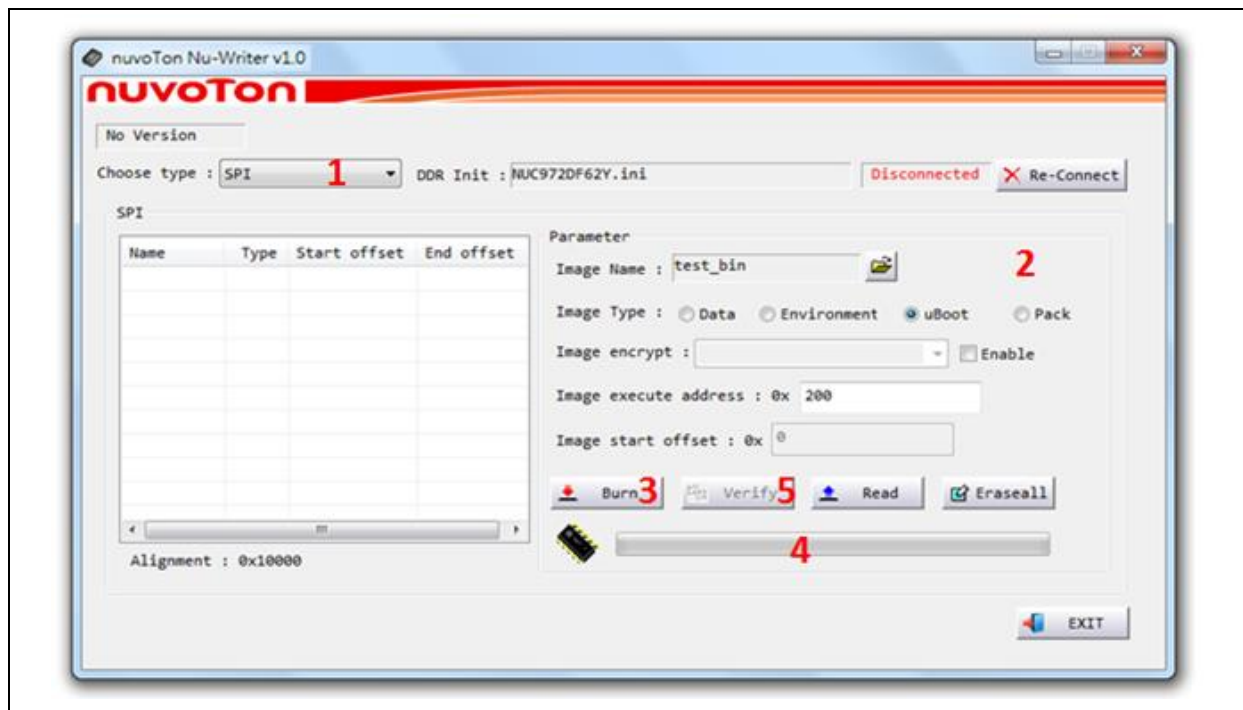 nuvoTon Nu-Writer v1.0
nuvoTon
No Version
Choose type : SPI 1 DDR Init : NUC972DF62Y.ini Disconnected Re-Connect
SPI
Name Type Start offset End offset
Parameter
Image Name : test_bin 2
Image Type : Data Environment uBoot Pack
Image encrypt : Enable
Image execute address : 0x 200
Image start offset : 0x 0
Burn 3 Verify 5 Read Eraseall
4
Alignment : 0x10000
EXIT